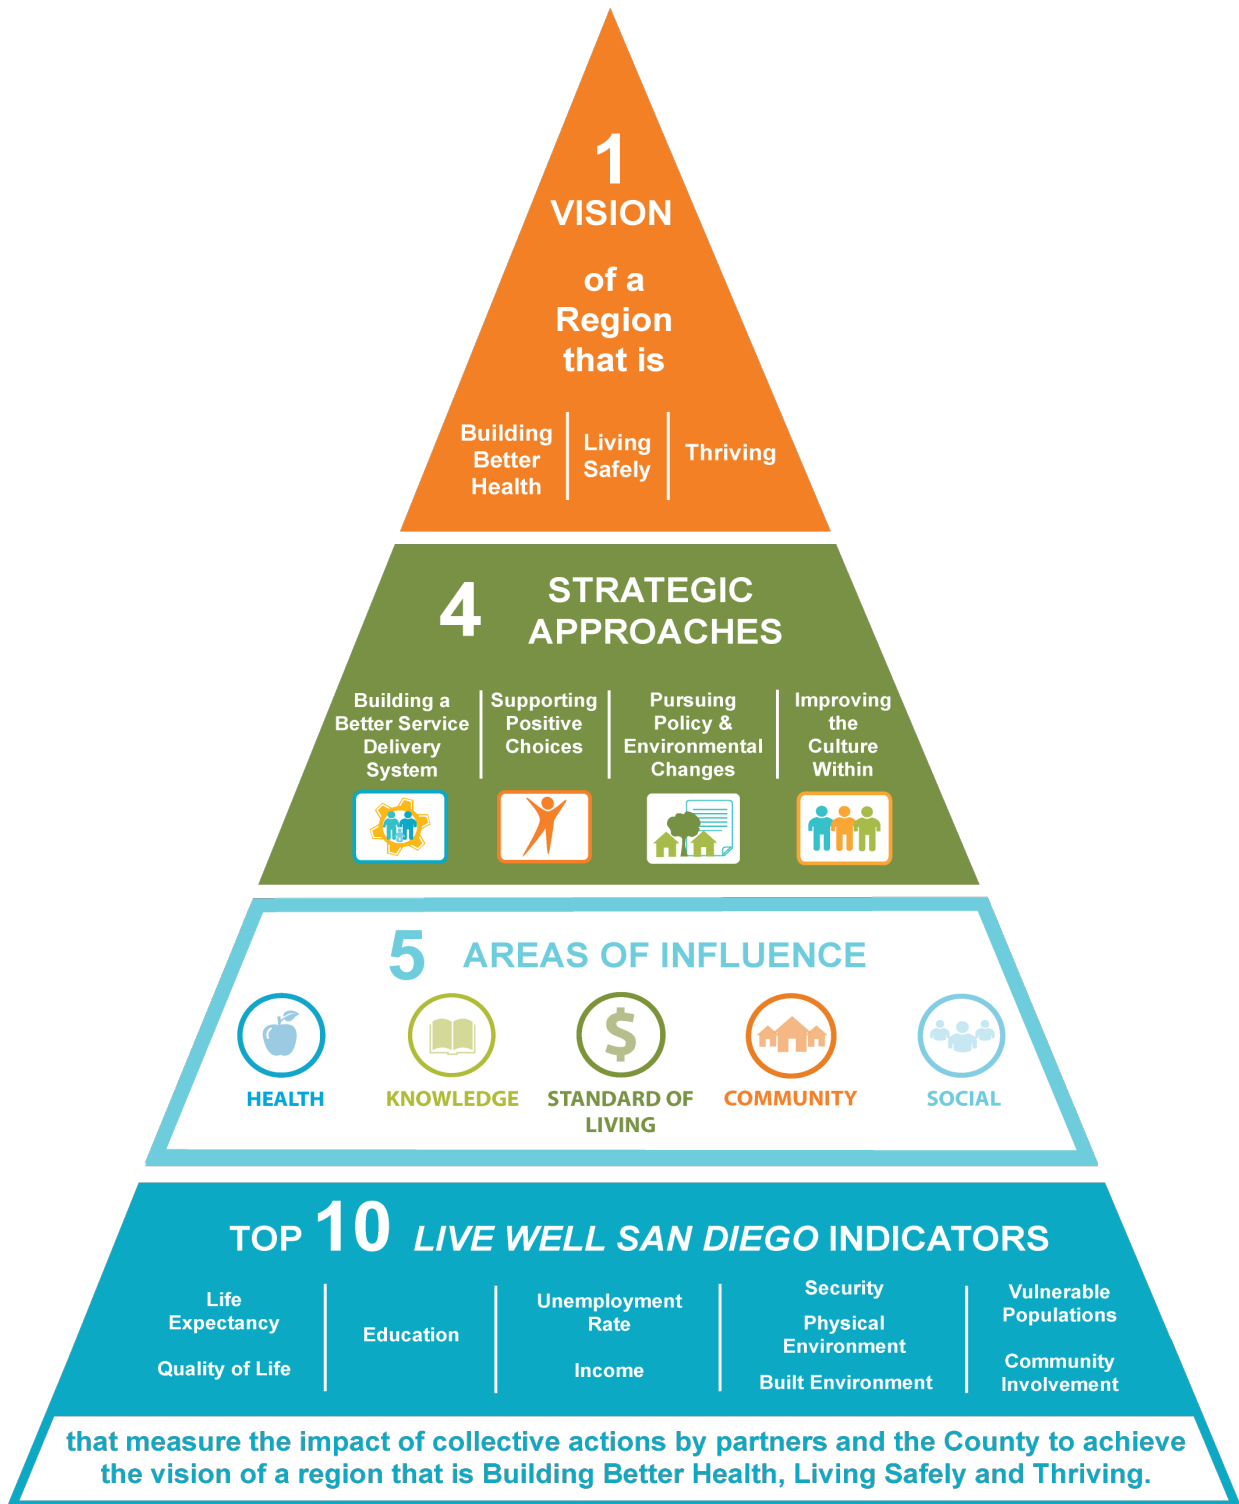 1
VISION
of a
Region
that is
Building
Better
Health
Living
Safely
Thriving
4
STRATEGIC
APPROACHES
Building a
Better Service
Delivery
System
Supporting
Positive
Choices
Pursuing
Policy &
Environmental
Changes
Improving
the
Culture
Within
5 AREAS OF INFLUENCE
HEALTH
KNOWLEDGE
STANDARD OF
LIVING
COMMUNITY
SOCIAL
TOP 10 LIVE WELL SAN DIEGO INDICATORS
Life
Expectancy
Quality of Life
Education
Unemployment
Rate
Income
Security
Physical
Environment
Built Environment
Vulnerable
Populations
Community
Involvement
that measure the impact of collective actions by partners and the County to achieve
the vision of a region that is Building Better Health, Living Safely and Thriving.